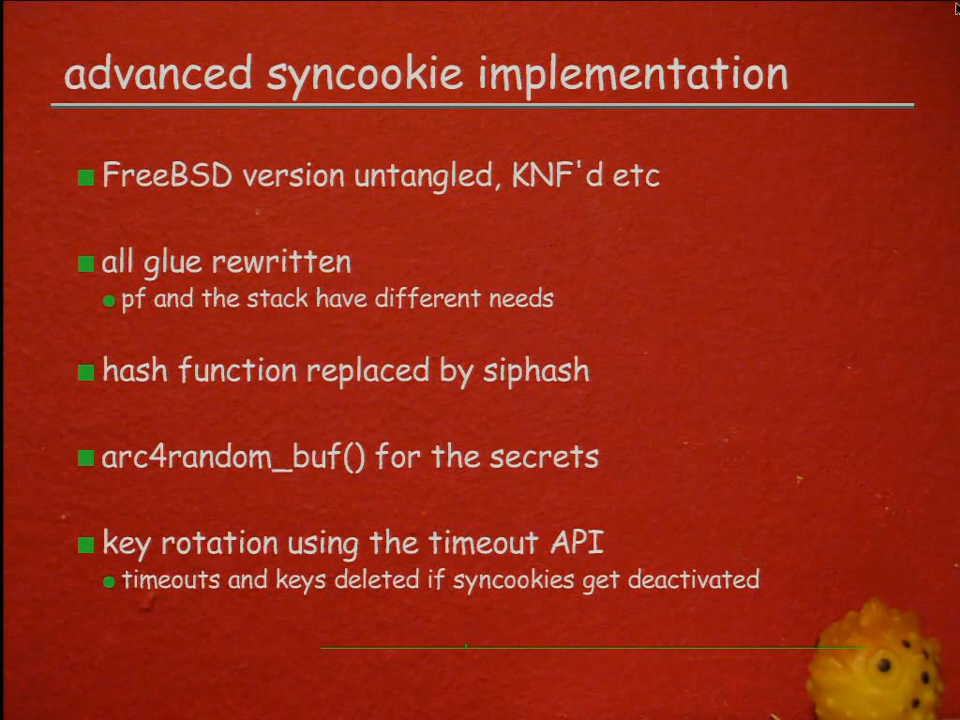 advanced syncookie implementation
FreeBSD version untangled, KNF'd etc
all glue rewritten
pf and the stack have different needs
hash function replaced by siphash
arc4random_buf() for the secrets
key rotation using the timeout API
timeouts and keys deleted if syncookies get deactivated